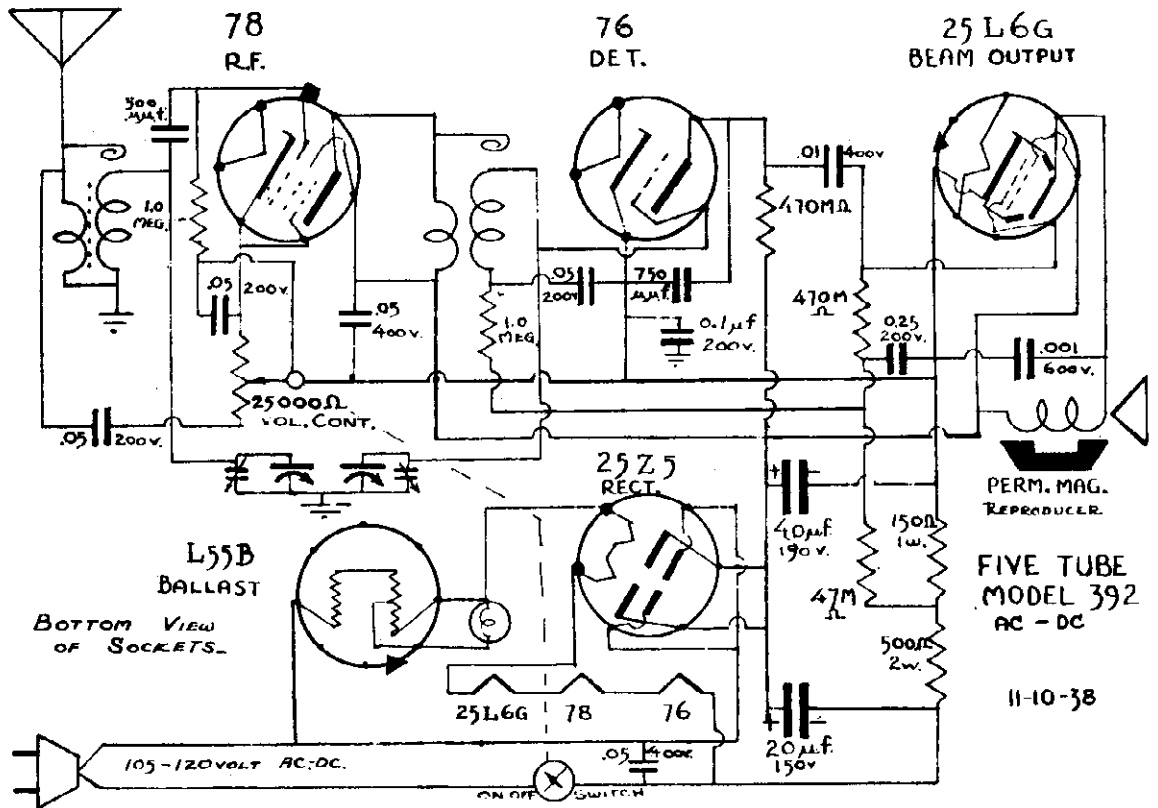 78
R.F.
76
DET.
25L6G
BEAM OUTPUT
μμf.
1.0
MEG.
.05
200V.
.05
400V.
.05
200V
750
μμf.
1.0
MEG.
0.1μf
200V.
470MΩ
.01
400V
470M
Ω
0.25
200V.
.001
600V.
25000Ω
VOL. CONT.
.05
200V.
25Z5
RECT.
L55B
BALLAST
+
-
40μf.
190V.
150Ω
1W.
PERM. MAG.
REPRODUCER
FIVE TUBE
MODEL 392
AC - DC
11-10-38
BOTTOM VIEW
OF SOCKETS_
47M
Ω
500Ω
2W.
25L6G
78
76
+
-
20μf.
150V
105-120 VOLT AC-DC.
.05
400V.
ON OFF
SWITCH